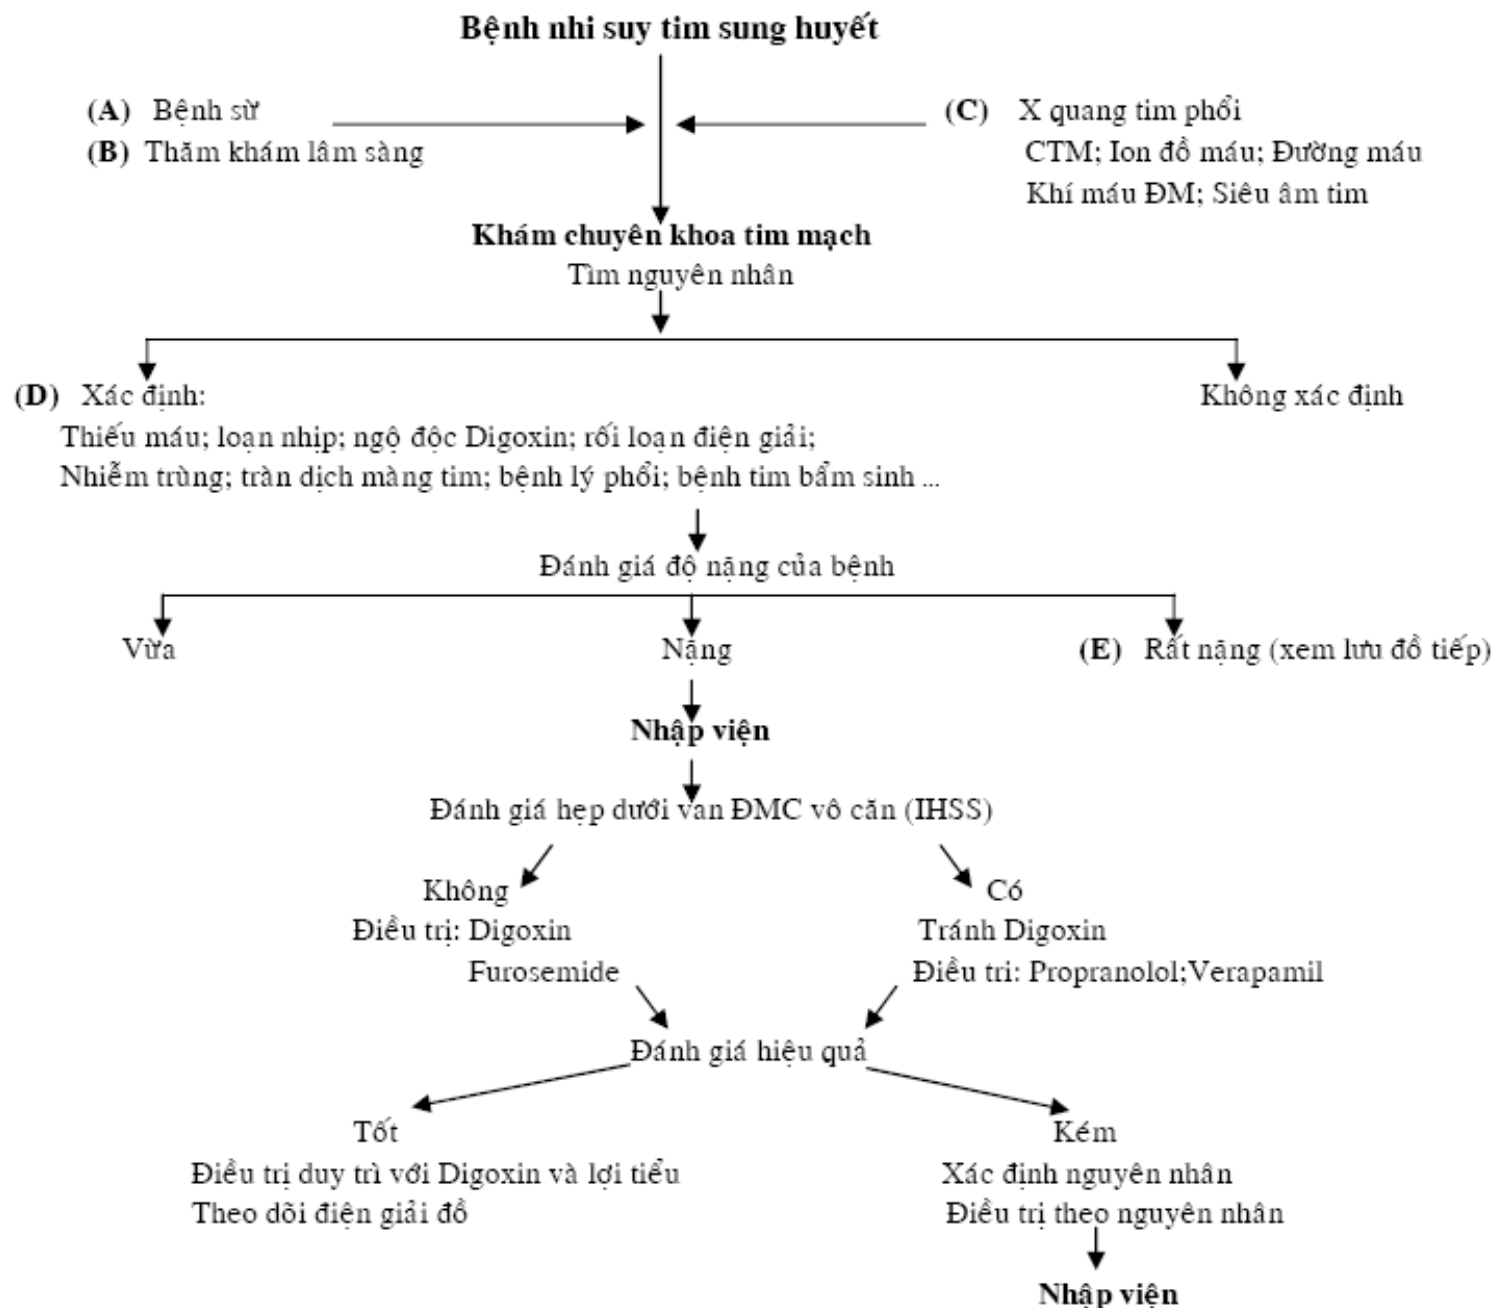 Bệnh nhi suy tim sung huyết
(A) Bệnh sừ
(B) Thăm khám lâm sàng
(C) X quang tim phổi
CTM; Ion đồ máu; Đường máu
Khí máu ĐM; Siêu âm tim
Khám chuyên khoa tim mạch
Tìm nguyên nhân
(D) Xác định:
Thiếu máu; loạn nhịp; ngộ độc Digoxin; rối loạn điện giải;
Nhiễm trùng; tràn dịch màng tim; bệnh lý phổi; bệnh tim bẩm sinh ...
Không xác định
Đánh giá độ nặng của bệnh
Vừa
Nặng
(E) Rất nặng (xem lưu đồ tiếp)
Nhập viện
Đánh giá hẹp dưới van ĐMC vô căn (IHSS)
Không
Điều trị: Digoxin
Furosemide
Có
Tránh Digoxin
Điều tri: Propranolol;Verapamil
Đánh giá hiệu quả
Tốt
Điều trị duy trì với Digoxin và lợi tiểu
Theo dõi điện giải đồ
Kém
Xác định nguyên nhân
Điều trị theo nguyên nhân
Nhập viện